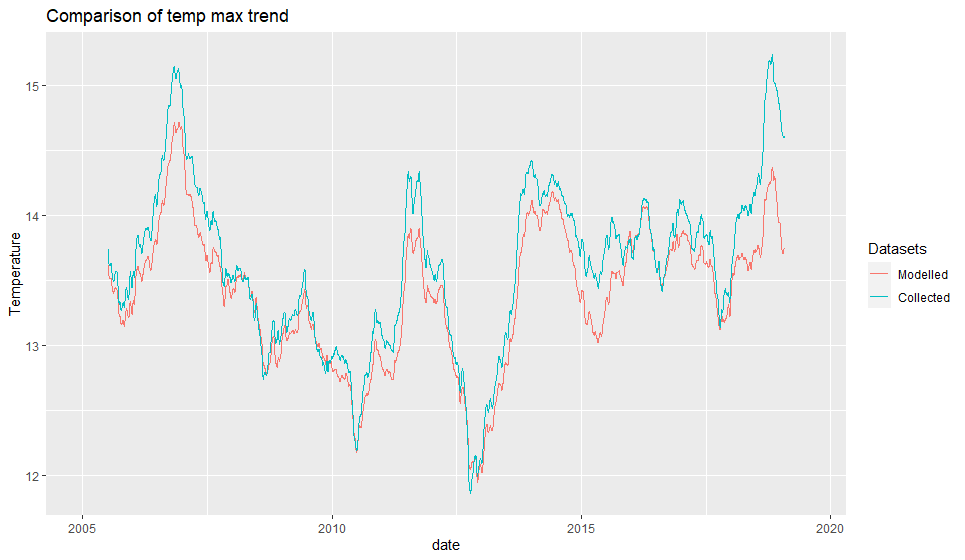 Comparison of temp max trend
15
14
13
12
Temperature
2005
2010
2015
2020
date
Datasets
Modelled
Collected